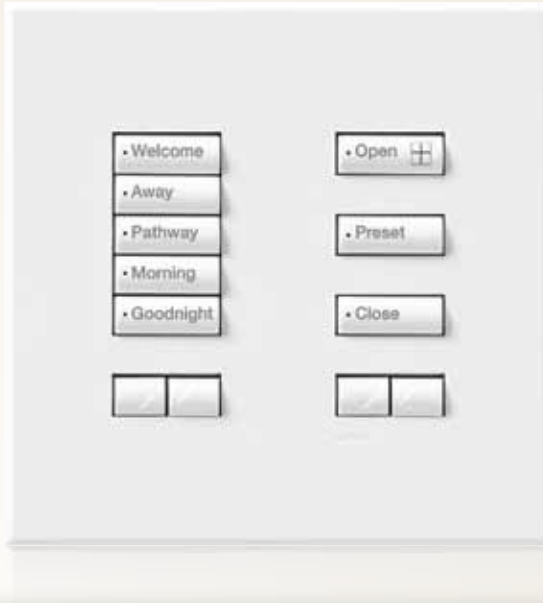 Welcome
Away
Pathway
Morning
Goodnight
Open
Preset
Close